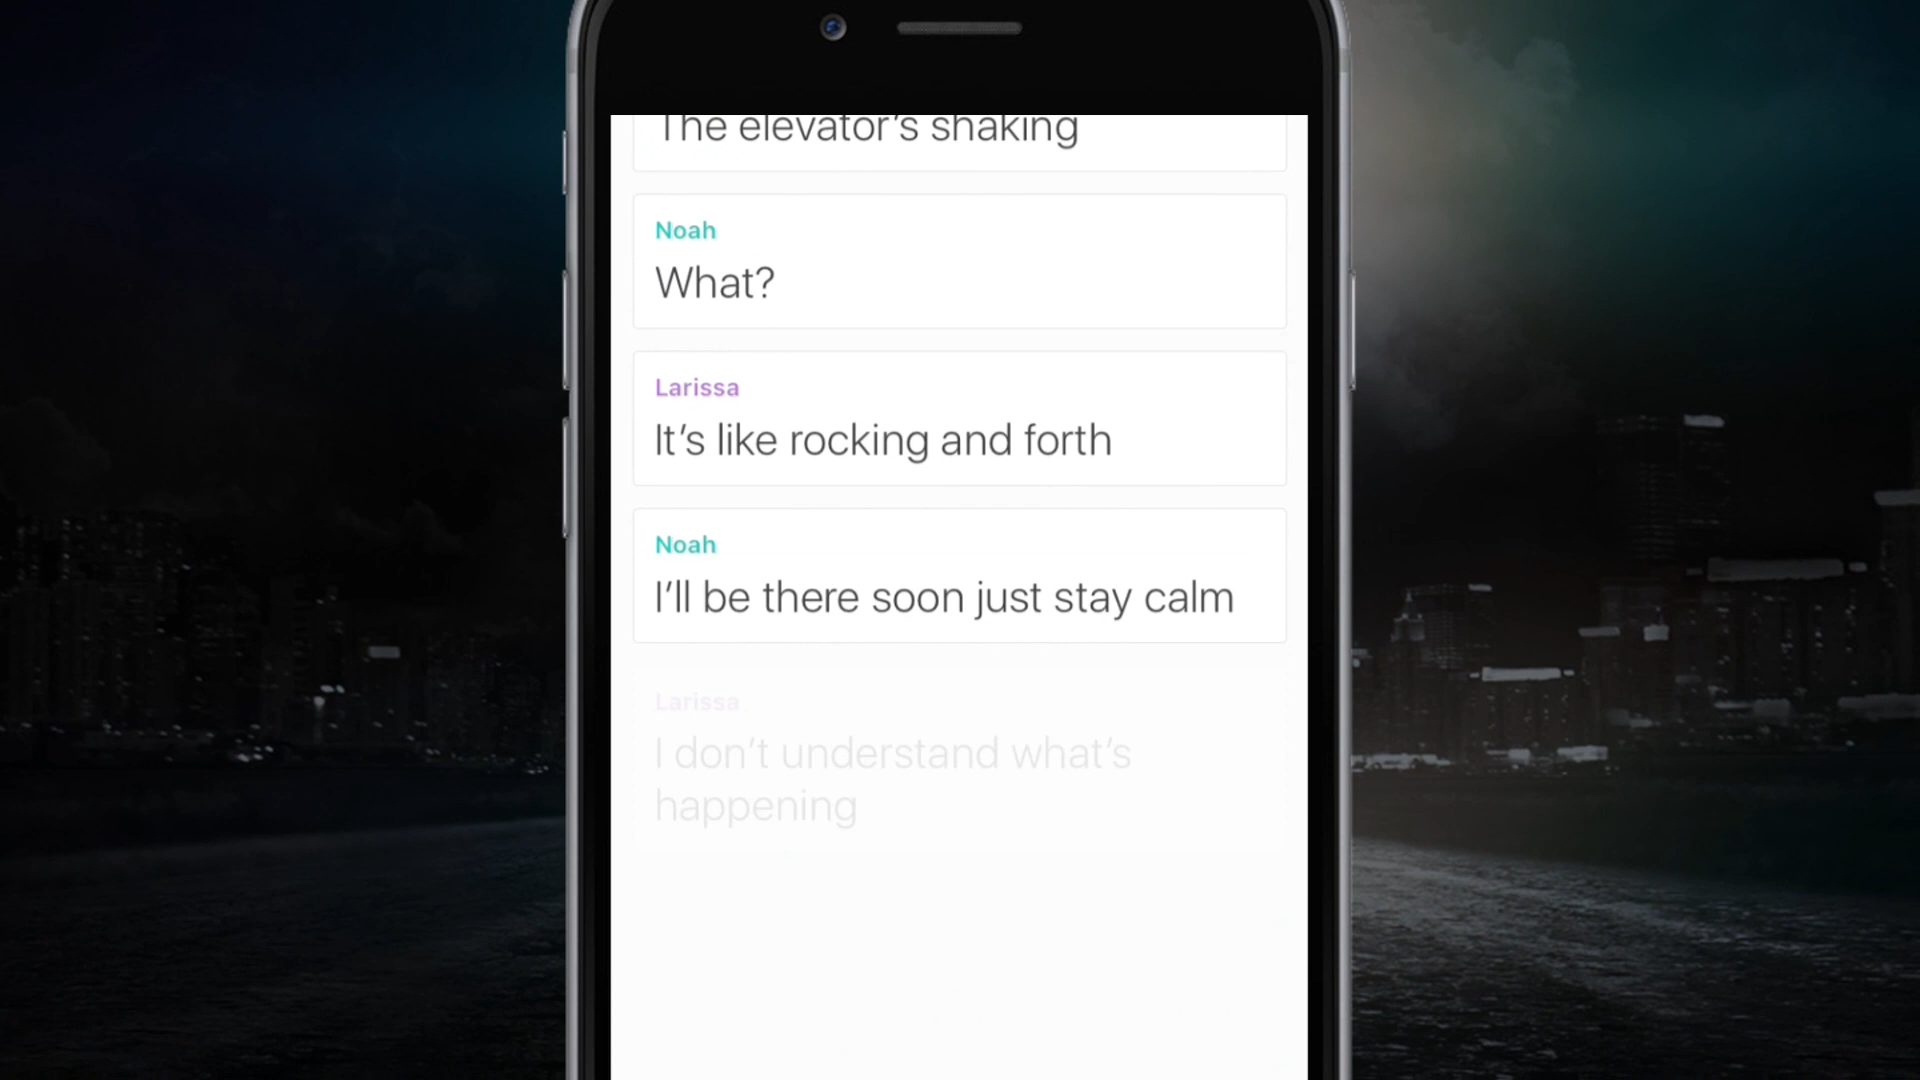 The elevator’s shaking
Noah
What?
Larissa
It’s like rocking and forth
Noah
I’ll be there soon just stay calm
Larissa
I don’t understand what’s
happening